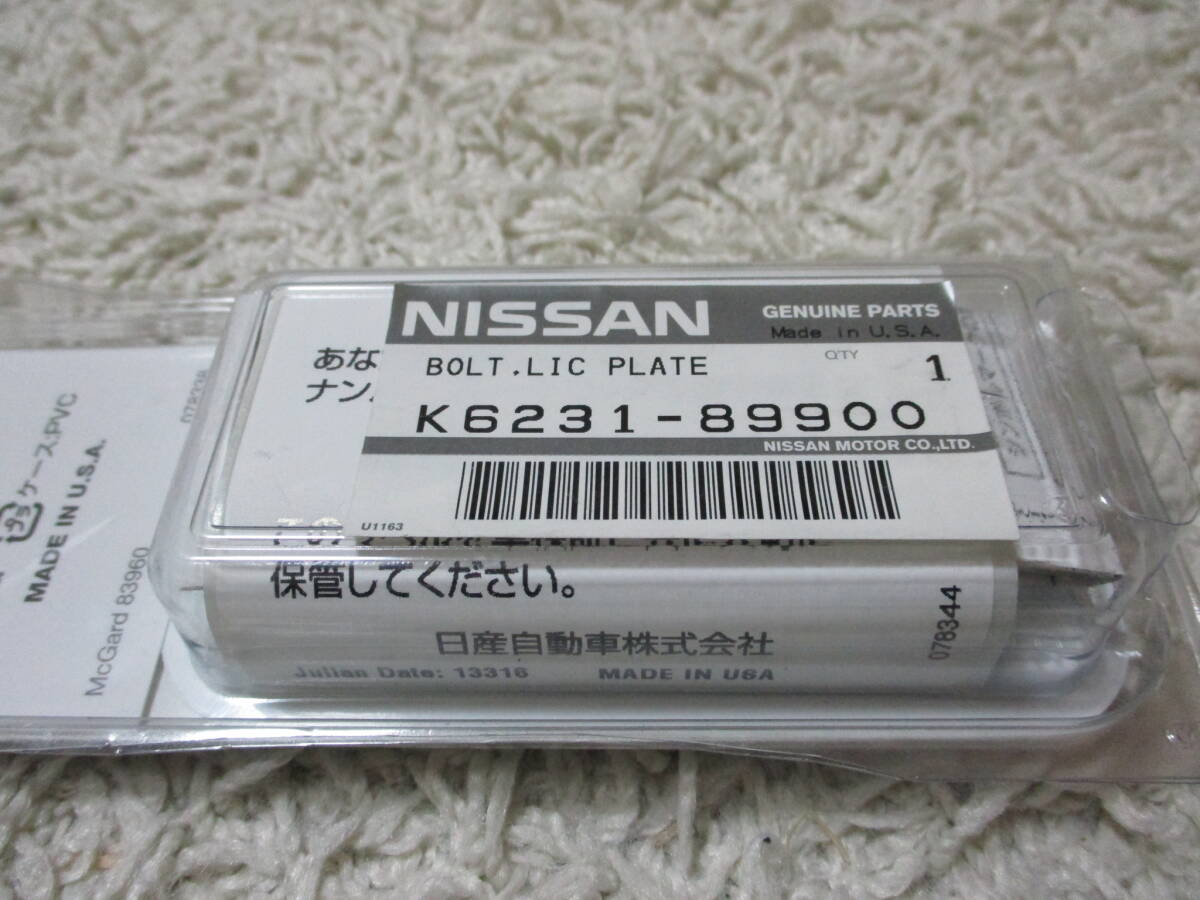 NISSAN
GENUINE PARTS
Made in U.S.A.
BOLT.LIC PLATE
QTY
1
K6231-89900
NISSAN MOTOR CO.,LTD.
U1163
あな
ナン
保管してください。
日産自動車株式会社
Julian Date: 13316 MADE IN USA
078344
ケース:PVC
MADE IN U.S.A.
McGard 83960